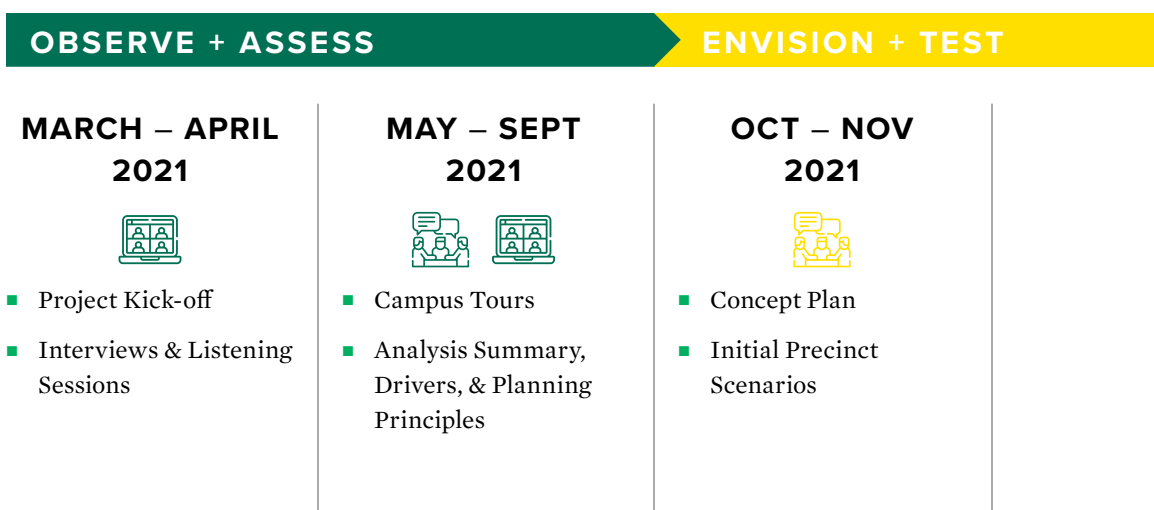 OBSERVE + ASSESS
ENVISION + TEST
MARCH – APRIL
2021
Project Kick-off
Interviews & Listening
Sessions
MAY – SEPT
2021
Campus Tours
Analysis Summary,
Drivers, & Planning
Principles
OCT – NOV
2021
Concept Plan
Initial Precinct
Scenarios